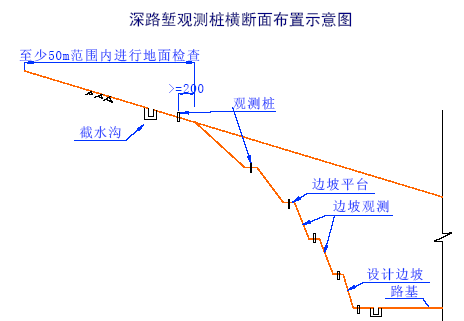 深路堑观测桩横断面布置示意图
至少50m范围内进行地面检查
>=200
观测桩
截水沟
边坡平台
边坡观测
设计边坡
路基